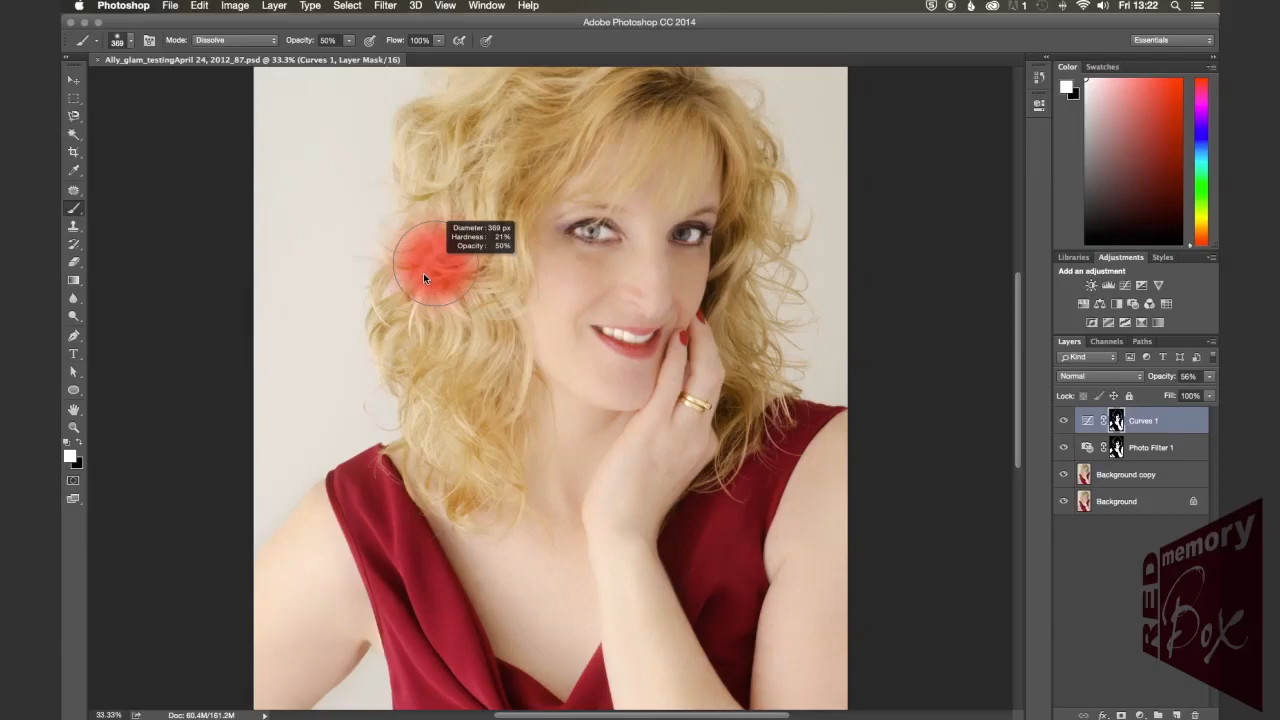 Photoshop File Edit Image Layer Type Select Filter 3D View Window Help 1 Fri 13:22
Adobe Photoshop CC 2014
369 Mode: Dissolve Opacity: 50% Flow: 100% Essentials
× Ally_glam_testingApril 24, 2012_87.psd @ 33.3% (Curves 1, Layer Mask/16)
Color Swatches
Diameter: 369 px
Hardness: 21%
Opacity: 50%
Libraries Adjustments Styles
Add an adjustment
Layers Channels Paths
Kind
Normal Opacity: 56%
Lock: Fill: 100%
Curves 1
Photo Filter 1
Background copy
Background
RED memory Box
33.33% Doc: 60.4M/161.2M